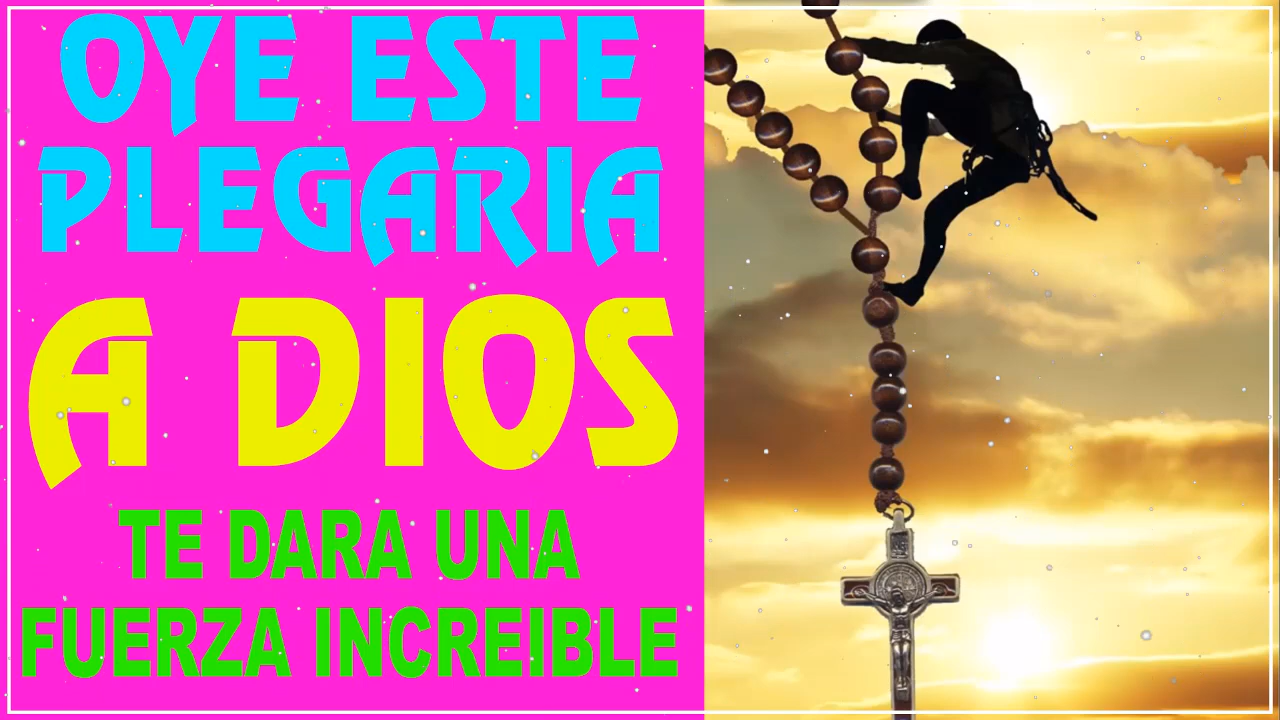 OYE ESTE
PLEGARIA
A DIOS
TE DARA UNA
FUERZA INCREIBLE